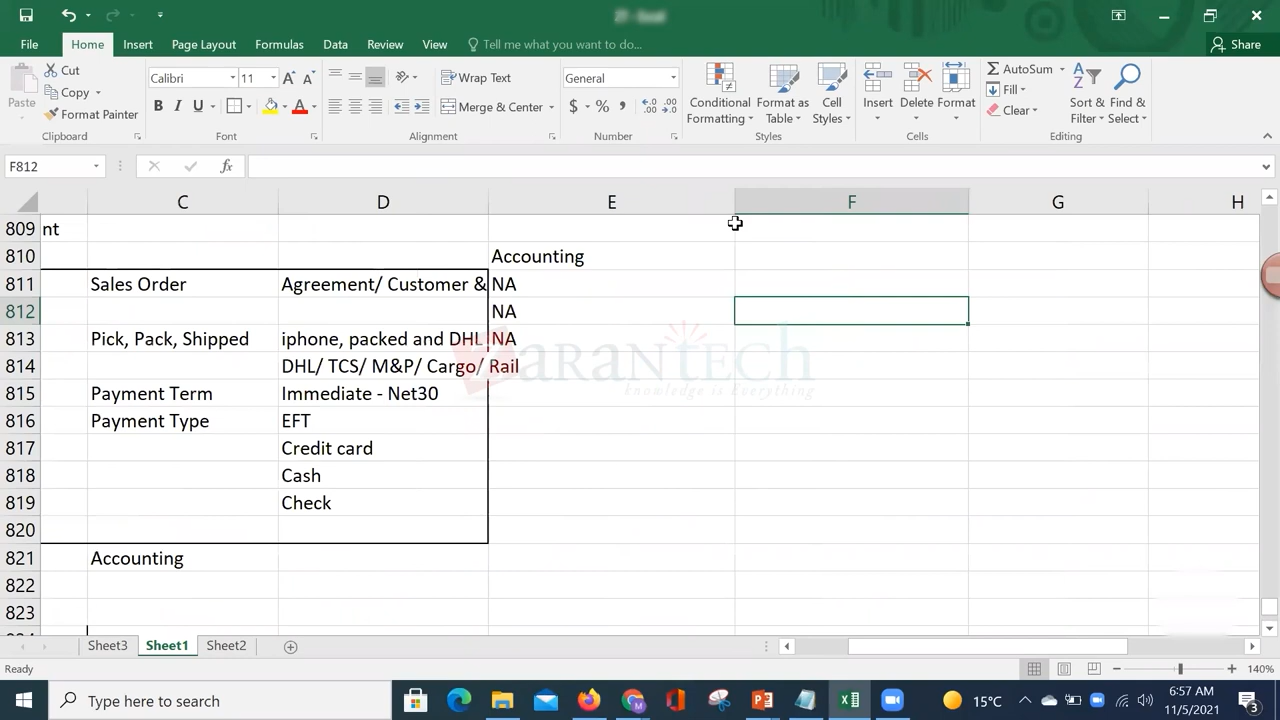 File Home Insert Page Layout Formulas Data Review View Tell me what you want to do... Share
Paste Cut Copy Format Painter
Calibri 11 B I U A
Wrap Text Merge & Center
General $ % ,
Conditional Formatting Format as Table Cell Styles
Insert Delete Format
AutoSum Fill Clear Sort & Filter Find & Select
Clipboard Font Alignment Number Styles Cells Editing
F812 fx
C D E F G H
809 nt
810 Accounting
811 Sales Order Agreement/ Customer & NA
812 NA
813 Pick, Pack, Shipped iphone, packed and DHL NA
814 DHL/ TCS/ M&P/ Cargo/ Rail
815 Payment Term Immediate - Net30
816 Payment Type EFT
817 Credit card
818 Cash
819 Check
820
821 Accounting
822
823
ZaranTech
knowledge is Everything
Sheet3 Sheet1 Sheet2
Ready 140%
Type here to search 15°C 6:57 AM
11/5/2021 3